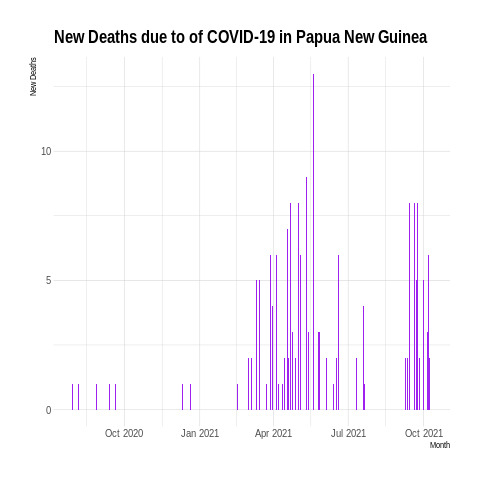 New Deaths due to of COVID-19 in Papua New Guinea
New Deaths
10
5
0
Oct 2020 Jan 2021 Apr 2021 Jul 2021 Oct 2021
Month